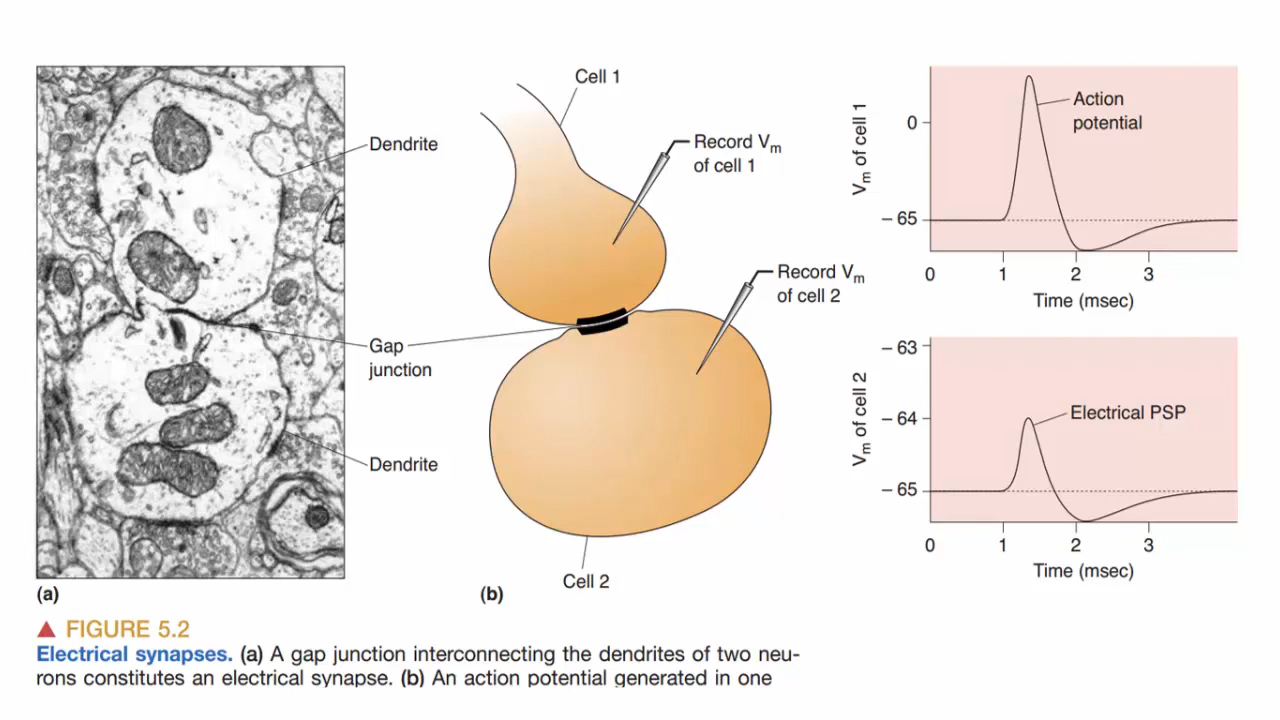 Dendrite
Gap
junction
Dendrite
(a)
Cell 1
Record Vm
of cell 1
Record Vm
of cell 2
Cell 2
(b)
Vm of cell 1
0
– 65
Action
potential
0 1 2 3
Time (msec)
Vm of cell 2
– 63
– 64
– 65
Electrical PSP
0 1 2 3
Time (msec)
▲ FIGURE 5.2
Electrical synapses. (a) A gap junction interconnecting the dendrites of two neu-
rons constitutes an electrical synapse. (b) An action potential generated in one